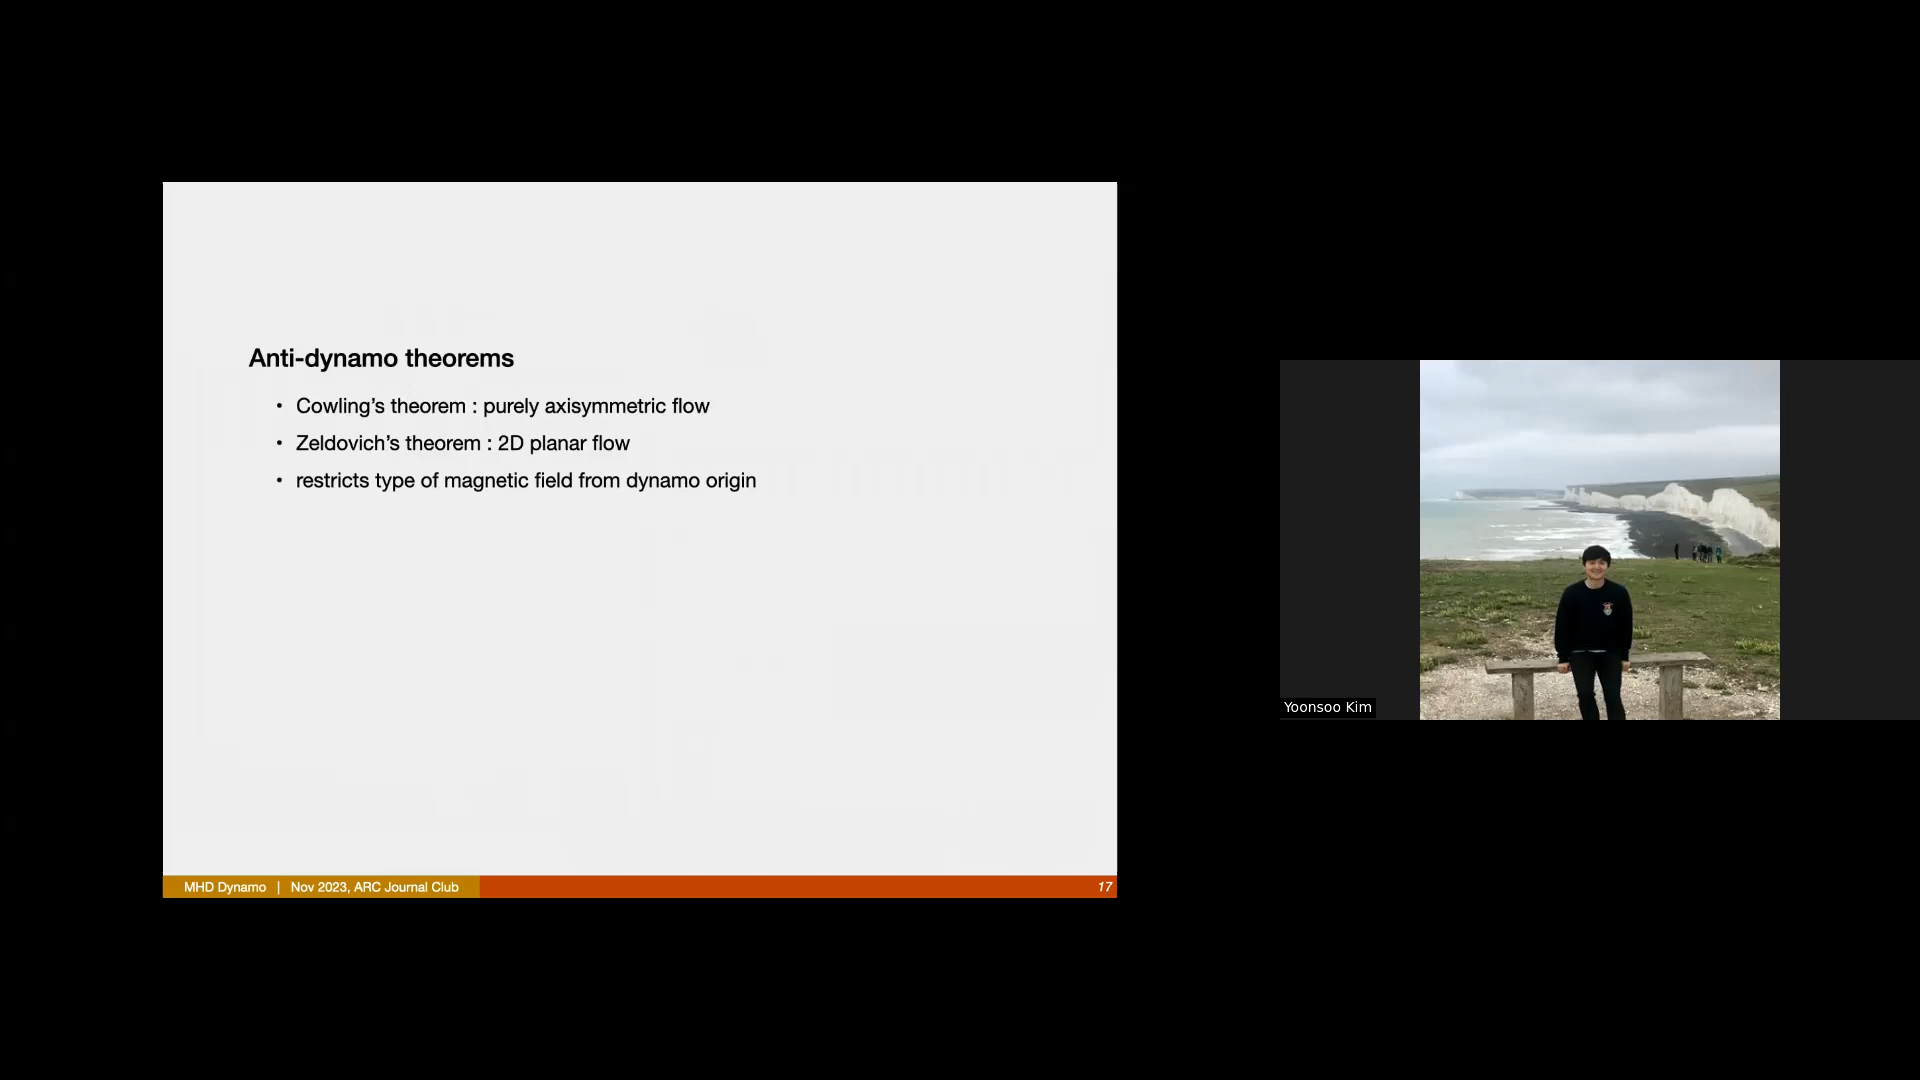 Anti-dynamo theorems
• Cowling’s theorem : purely axisymmetric flow
• Zeldovich’s theorem : 2D planar flow
• restricts type of magnetic field from dynamo origin
MHD Dynamo | Nov 2023, ARC Journal Club
17
Yoonsoo Kim